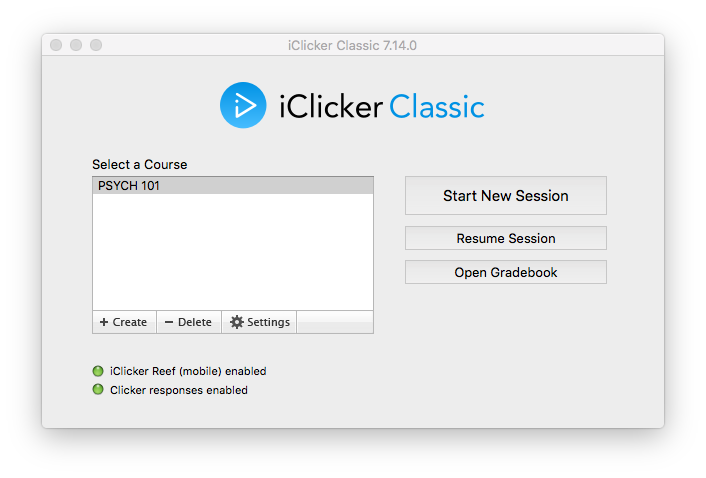 iClicker Classic 7.14.0
iClicker Classic
Select a Course
PSYCH 101
Start New Session
Resume Session
Open Gradebook
+ Create
− Delete
Settings
iClicker Reef (mobile) enabled
Clicker responses enabled